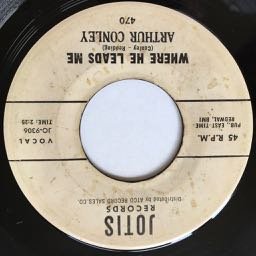 JOTIS
RECORDS
Distributed by ATCO RECORD SALES CO.
45 R.P.M.
PUB., EAST-TIME-
REDWAL, BMI
VOCAL
JO-9306
TIME: 2:25
WHERE HE LEADS ME
(Conley - Redding)
ARTHUR CONLEY
470